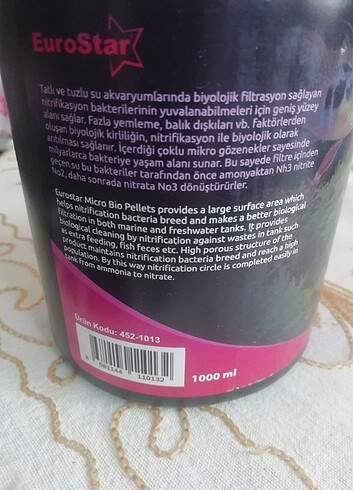 EuroStar
Tatlı ve tuzlu su akvaryumlarında biyolojik filtrasyon sağlayan
nitrifikasyon bakterilerinin yuvalanabilmeleri için geniş yüzey
alanı sağlar. Fazla yemleme, balık dışkıları vb. faktörlerden
oluşan biyolojik kirliliğin, nitrifikasyon ile biyolojik olarak
arıtılması sağlanır. İçerdiği çoklu mikro gözenekler sayesinde
milyarlarca bakteriye yaşam alanı sunar. Bu sayede filtre içinden
geçen su bu bakteriler tarafından önce amonyaktan Nh3 nitrite
No2, daha sonrada nitrata No3 dönüştürürler.
Eurostar Micro Bio Pellets provides a large surface area which
helps nitrification bacteria breed and makes a better biological
filtration in both marine and freshwater tanks. It provides
biological cleaning by nitrification against wastes in tank such
as extra feeding, fish feces etc. High porous structure of the
product maintains nitrification bacteria breed and reach a high
population. By this way nitrification circle is completed easily in
tank from ammonia to nitrate.
Ürün Kodu: 452-1013
8 681144 110132
1000 ml